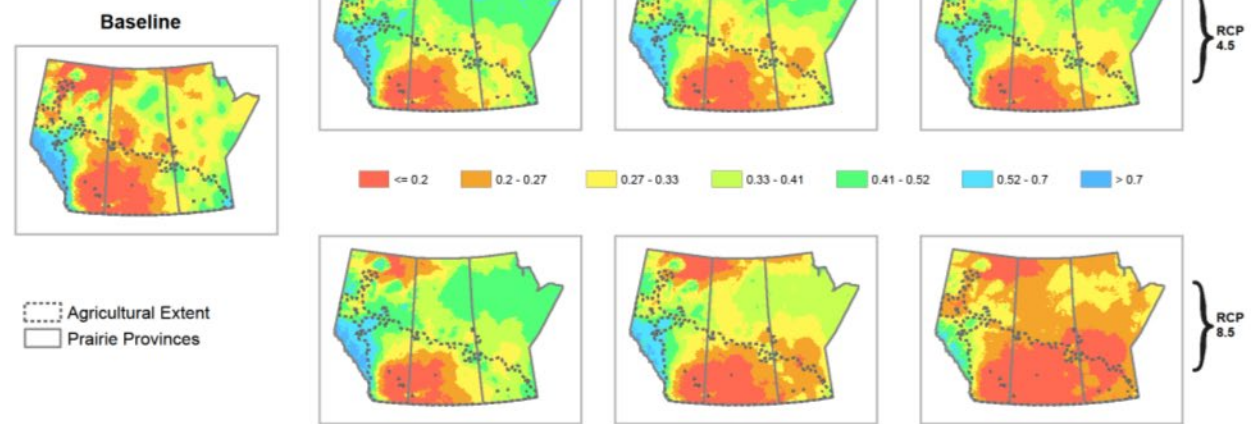 Baseline
RCP
4.5
<= 0.2
0.2 - 0.27
0.27 - 0.33
0.33 - 0.41
0.41 - 0.52
0.52 - 0.7
> 0.7
Agricultural Extent
Prairie Provinces
RCP
8.5